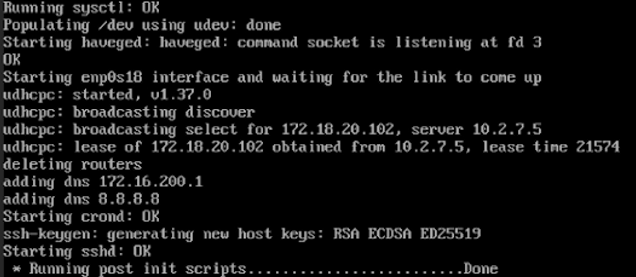 Running sysctl: OK
Populating /dev using udev: done
Starting haveged: haveged: command socket is listening at fd 3
OK
Starting enp0s18 interface and waiting for the link to come up
udhcpc: started, v1.37.0
udhcpc: broadcasting discover
udhcpc: broadcasting select for 172.18.20.102, server 10.2.7.5
udhcpc: lease of 172.18.20.102 obtained from 10.2.7.5, lease time 21574
deleting routers
adding dns 172.16.200.1
adding dns 8.8.8.8
Starting crond: OK
ssh-keygen: generating new host keys: RSA ECDSA ED25519
Starting sshd: OK
* Running post init scripts........................Done